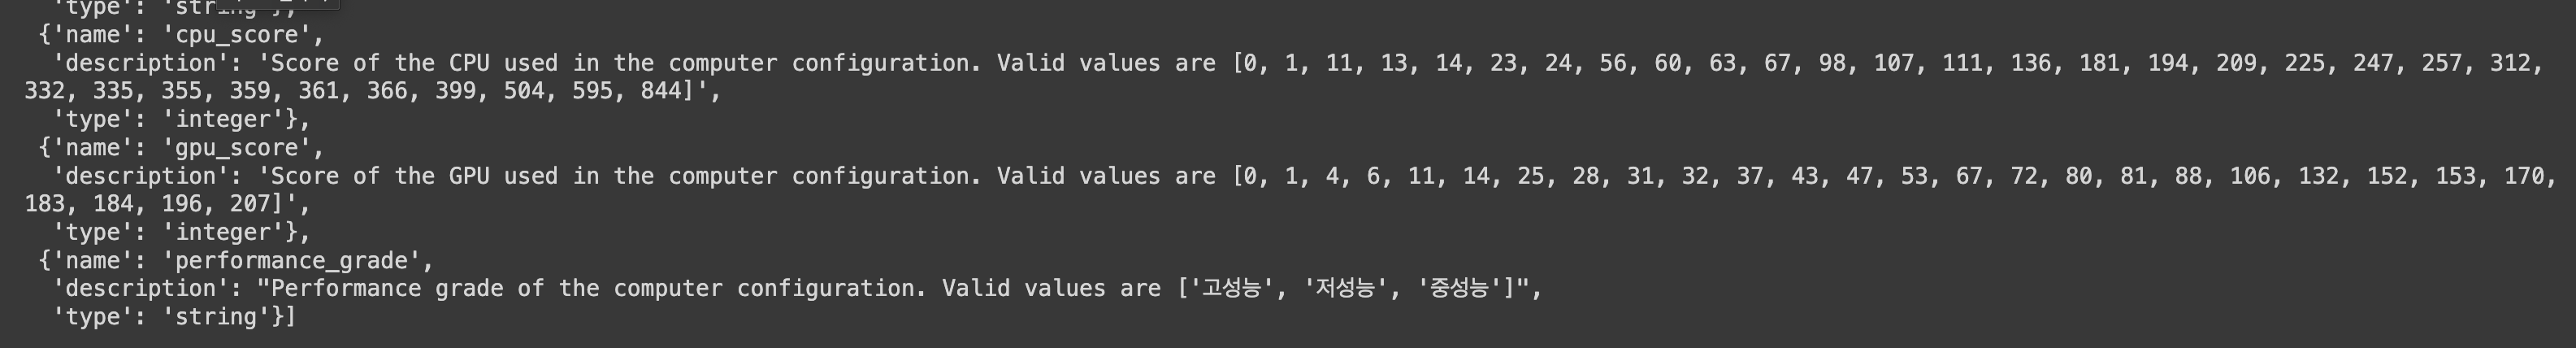 'type': 'string'},
{'name': 'cpu_score',
'description': 'Score of the CPU used in the computer configuration. Valid values are [0, 1, 11, 13, 14, 23, 24, 56, 60, 63, 67, 98, 107, 111, 136, 181, 194, 209, 225, 247, 257, 312,
332, 335, 355, 359, 361, 366, 399, 504, 595, 844]',
'type': 'integer'},
{'name': 'gpu_score',
'description': 'Score of the GPU used in the computer configuration. Valid values are [0, 1, 4, 6, 11, 14, 25, 28, 31, 32, 37, 43, 47, 53, 67, 72, 80, 81, 88, 106, 132, 152, 153, 170,
183, 184, 196, 207]',
'type': 'integer'},
{'name': 'performance_grade',
'description': "Performance grade of the computer configuration. Valid values are ['고성능', '저성능', '중성능']",
'type': 'string'}]